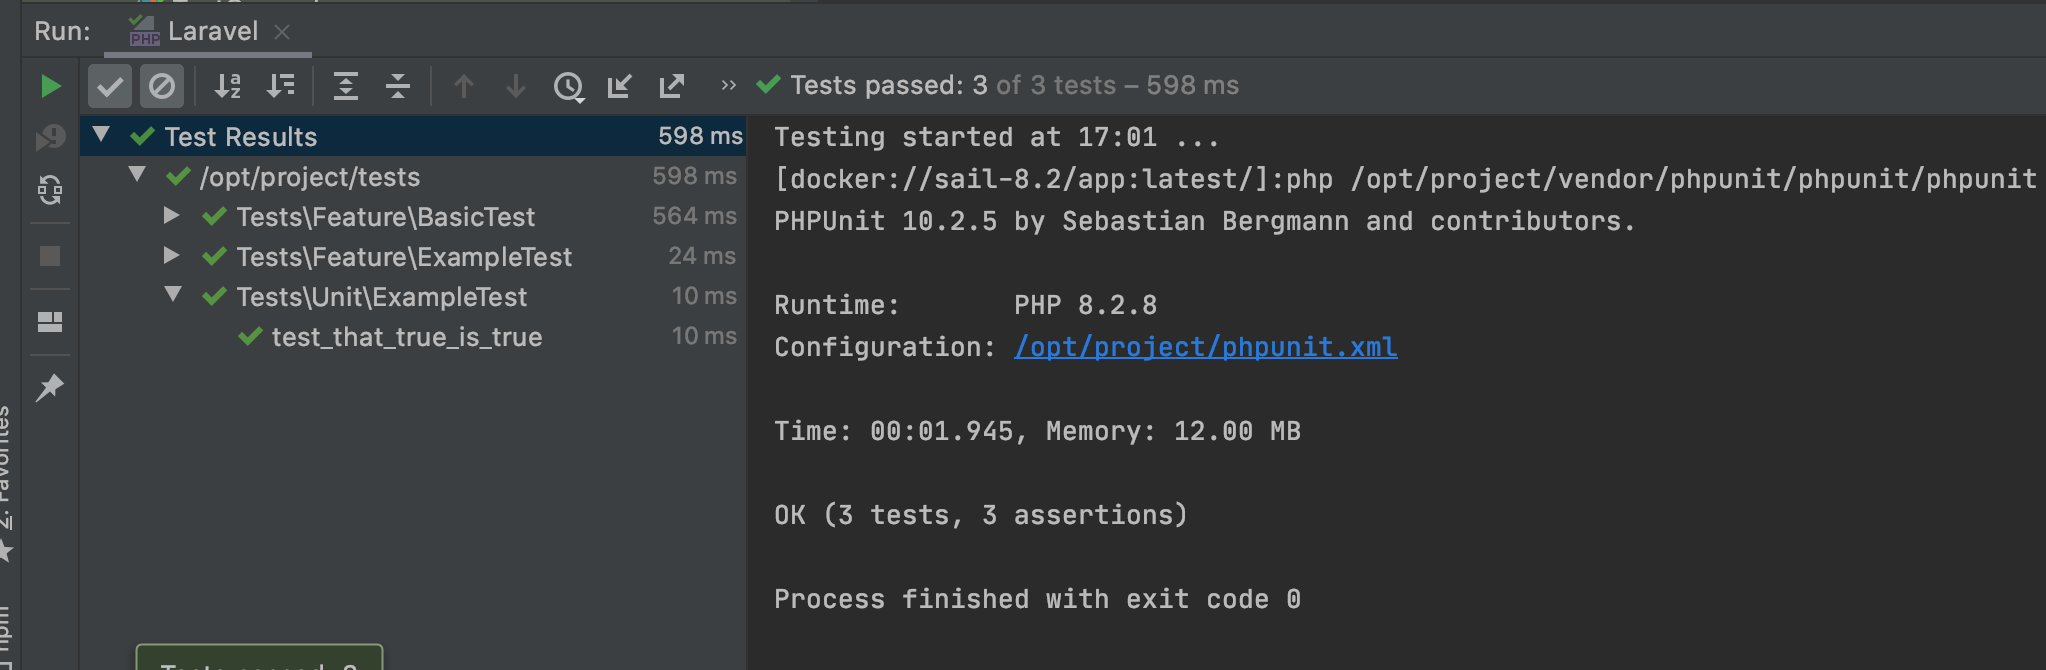 Run:
PHP
Laravel
Tests passed: 3 of 3 tests – 598 ms
Test Results 598 ms
/opt/project/tests 598 ms
Tests\Feature\BasicTest 564 ms
Tests\Feature\ExampleTest 24 ms
Tests\Unit\ExampleTest 10 ms
test_that_true_is_true 10 ms
Testing started at 17:01 ...
[docker://sail-8.2/app:latest/]:php /opt/project/vendor/phpunit/phpunit/phpunit
PHPUnit 10.2.5 by Sebastian Bergmann and contributors.
Runtime: PHP 8.2.8
Configuration: /opt/project/phpunit.xml
Time: 00:01.945, Memory: 12.00 MB
OK (3 tests, 3 assertions)
Process finished with exit code 0
2: Favorites
npm